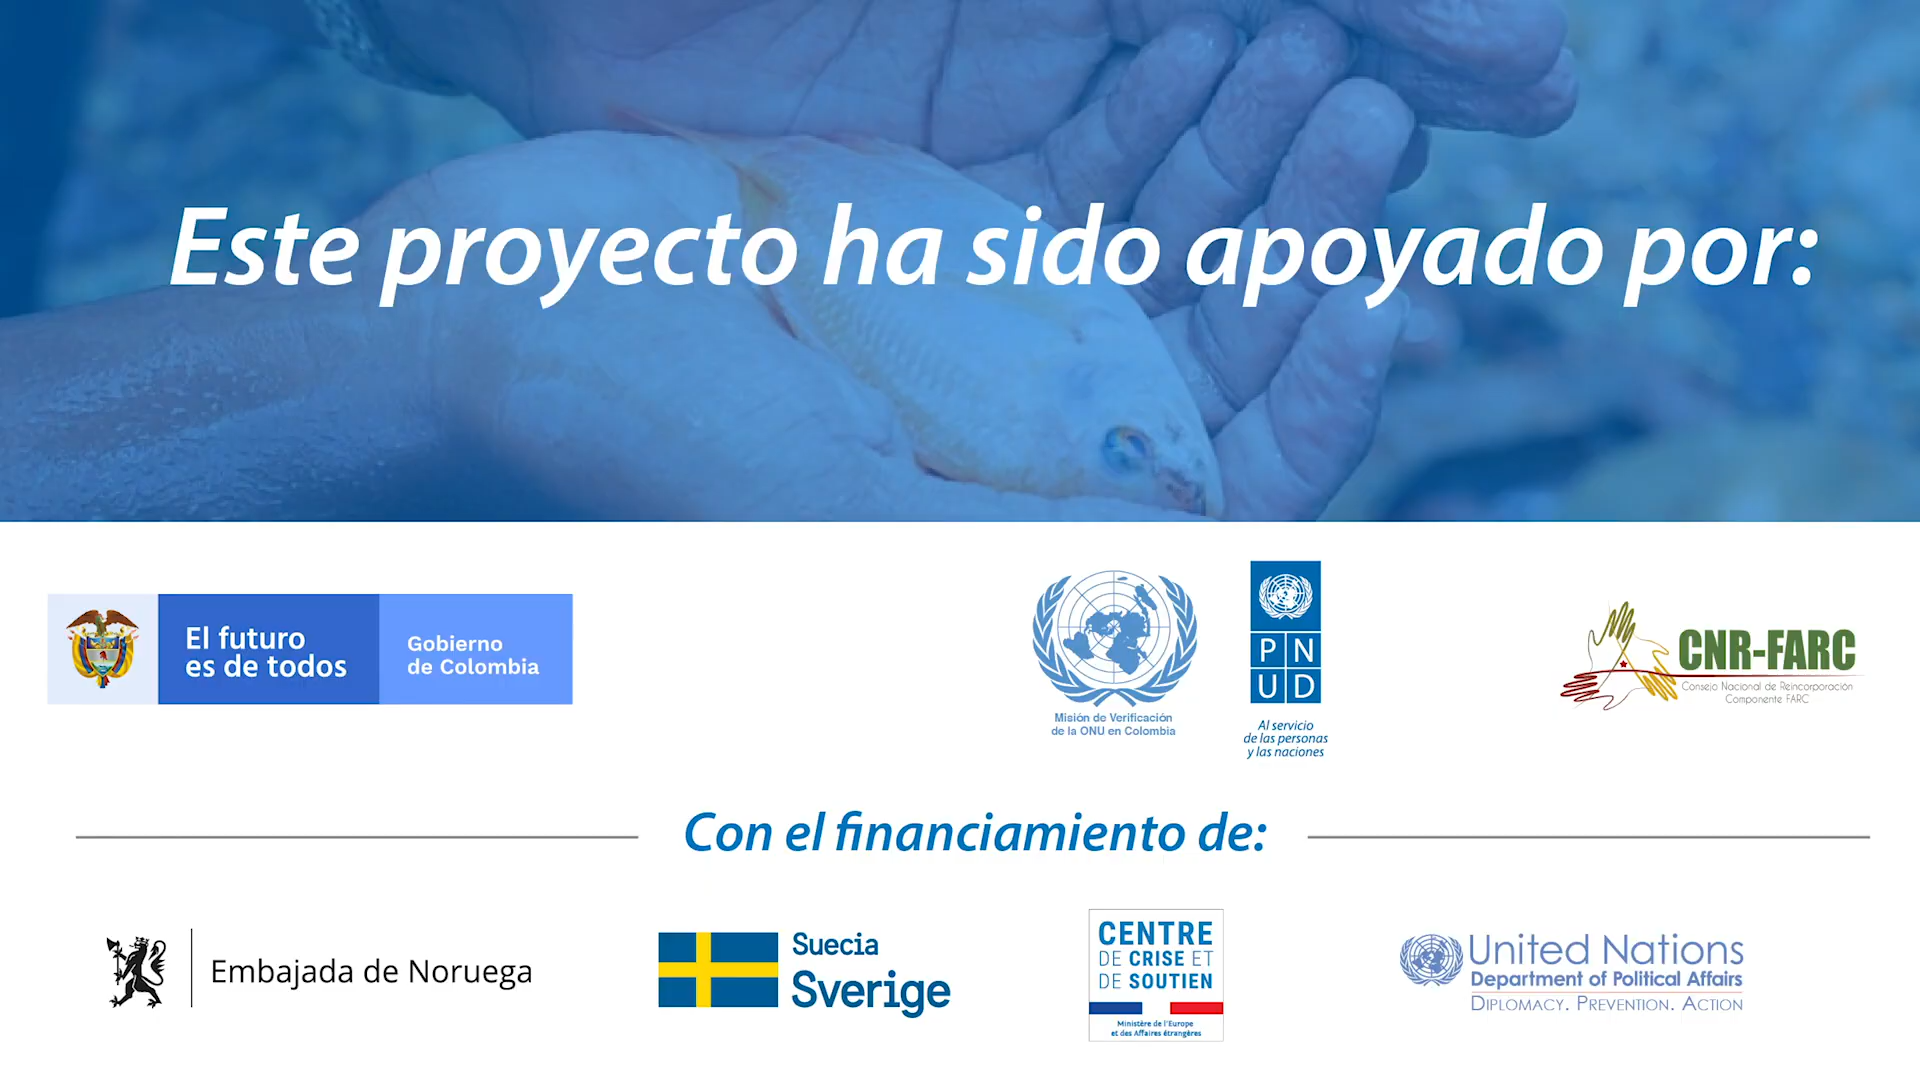 Este proyecto ha sido apoyado por:
El futuro
es de todos
Gobierno
de Colombia
Misión de Verificación
de la ONU en Colombia
P N
U D
Al servicio
de las personas
y las naciones
CNR-FARC
Consejo Nacional de Reincorporación
Componente FARC
Con el financiamiento de:
Embajada de Noruega
Suecia
Sverige
CENTRE
DE CRISE ET
DE SOUTIEN
Ministère de l'Europe
et des Affaires étrangères
United Nations
Department of Political Affairs
DIPLOMACY. PREVENTION. ACTION